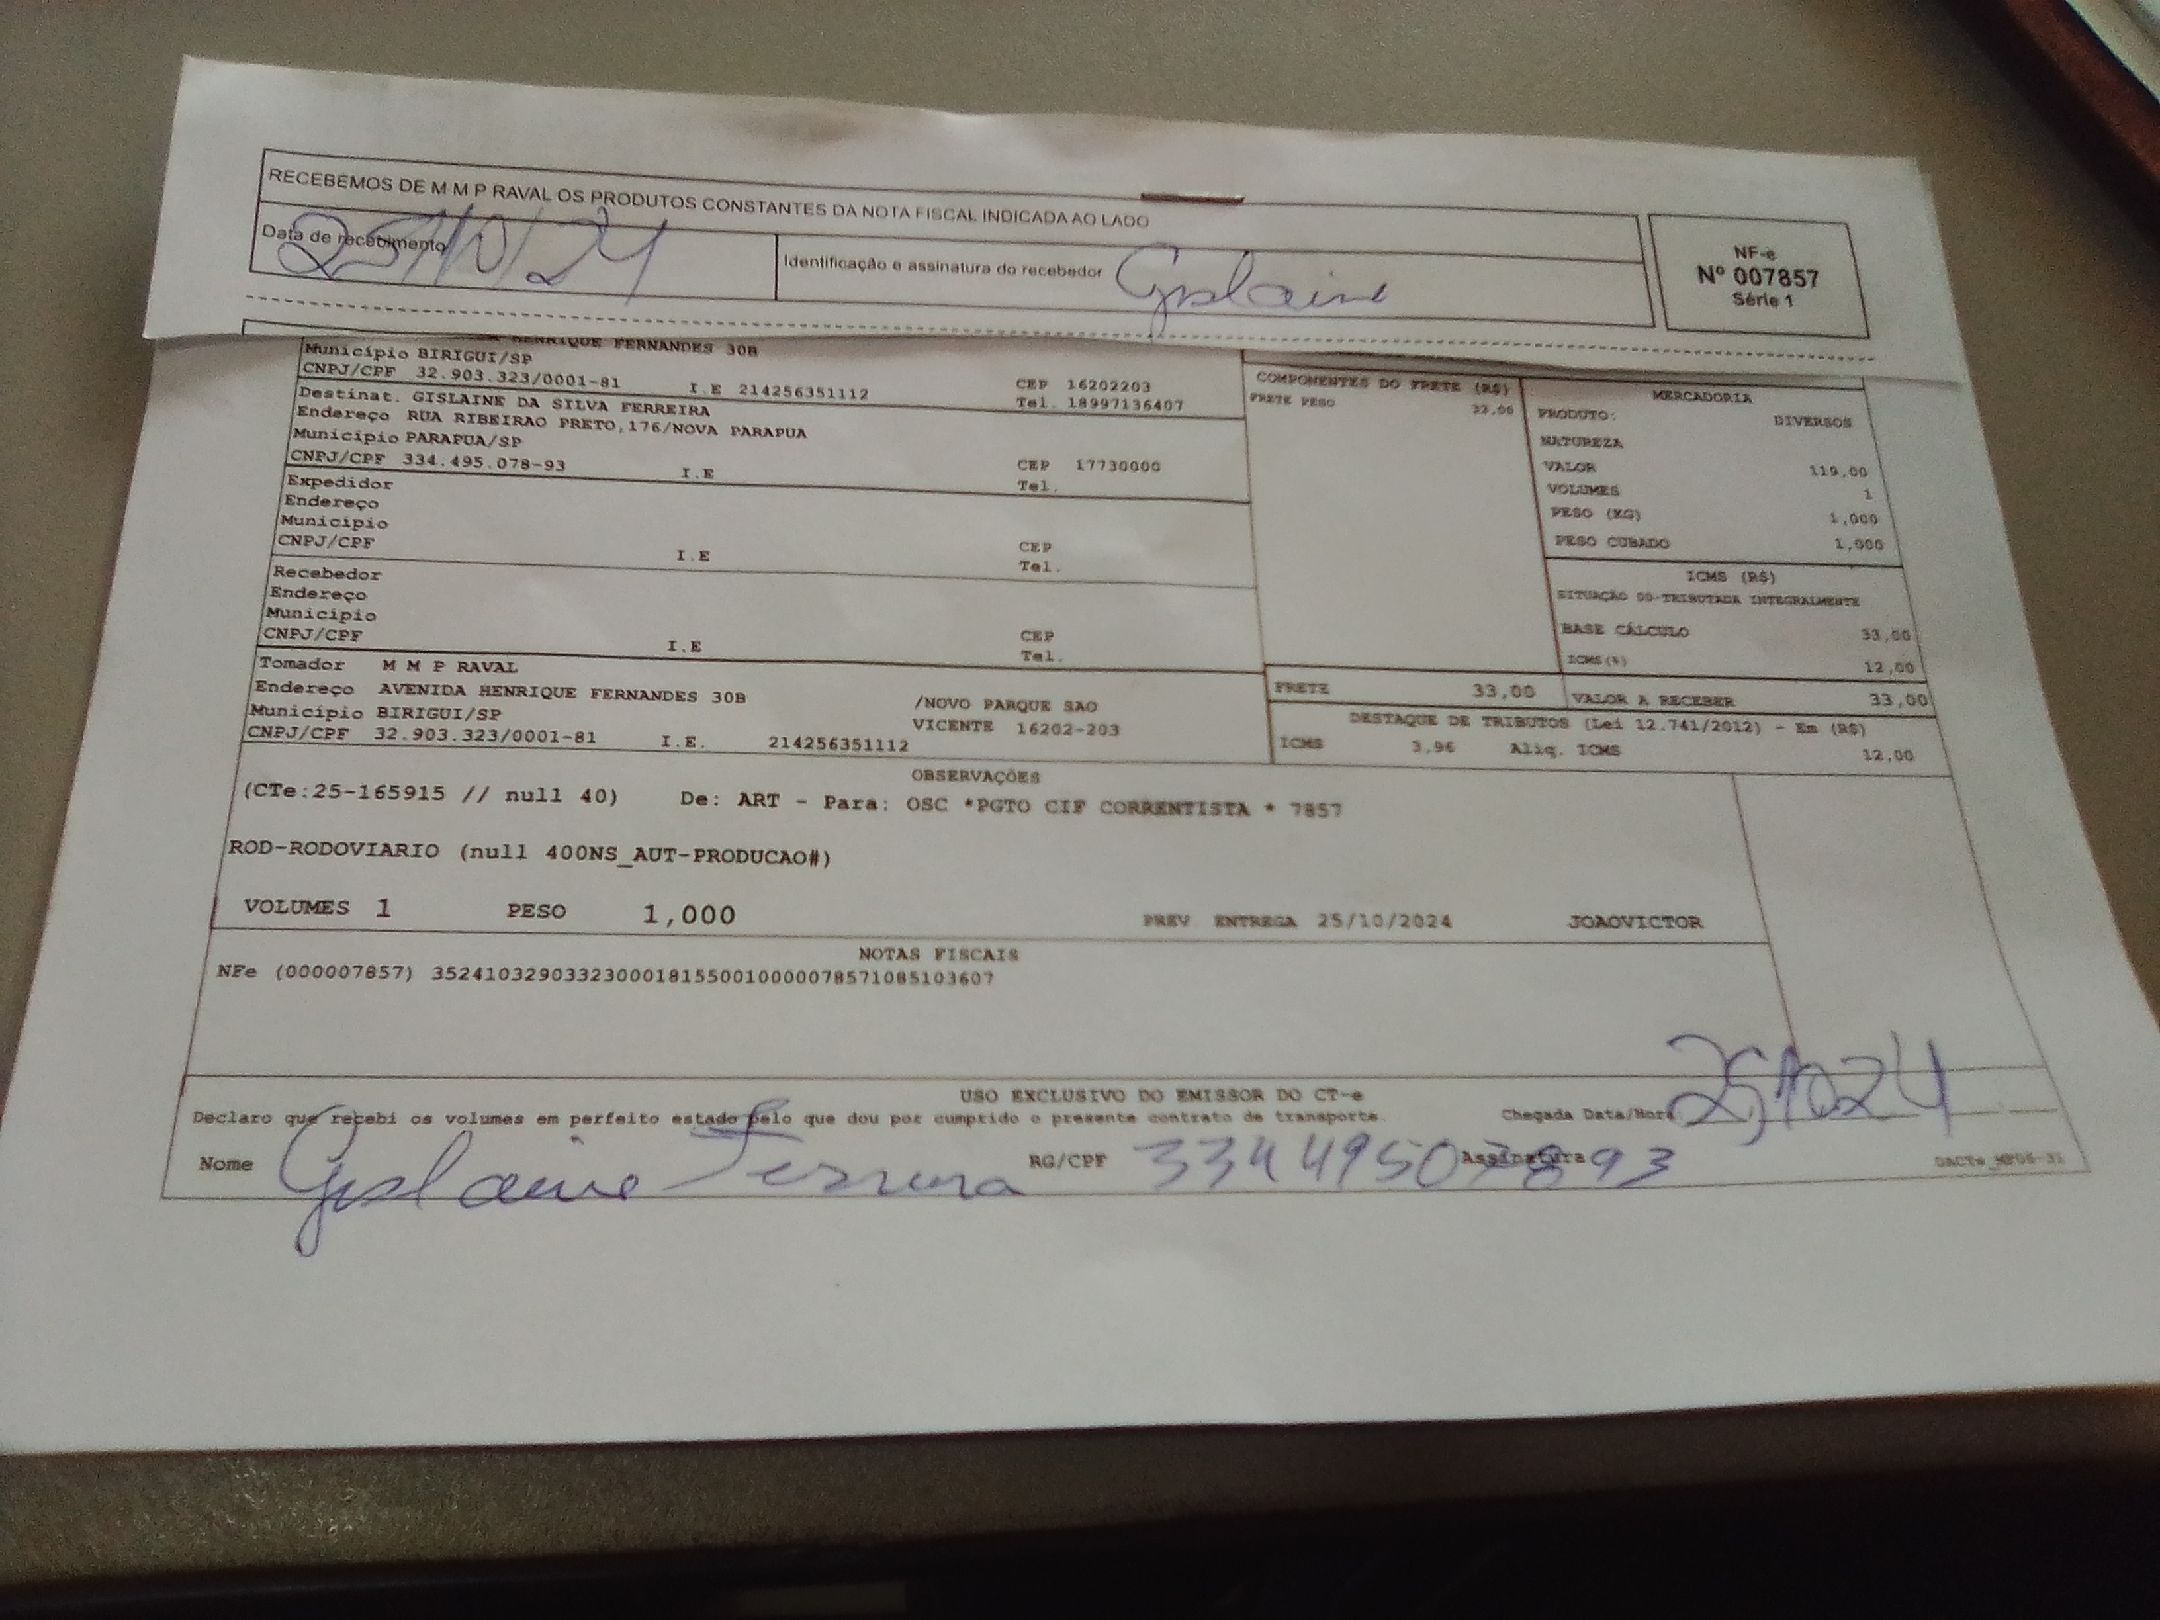 RECEBEMOS DE M M P RAVAL OS PRODUTOS CONSTANTES DA NOTA FISCAL INDICADA AO LADO
Data de recebimento 25/10/24
Identificação e assinatura do recebedor Gislaine
NF-e
Nº 007857
Série 1
HENRIQUE FERNANDES 30B
Município BIRIGUI/SP
CNPJ/CPF 32.903.323/0001-81 I.E 214256351112 CEP 16202203
Tel. 18997136407
Destinat. GISLAINE DA SILVA FERREIRA
Endereço RUA RIBEIRAO PRETO,176/NOVA PARAPUA
Município PARAPUA/SP
CNPJ/CPF 334.495.078-93 I.E CEP 17730000
Tel.
Expedidor
Endereço
Município
CNPJ/CPF I.E CEP
Tel.
Recebedor
Endereço
Município
CNPJ/CPF I.E CEP
Tel.
Tomador M M P RAVAL
Endereço AVENIDA HENRIQUE FERNANDES 30B /NOVO PARQUE SAO
Município BIRIGUI/SP VICENTE 16202-203
CNPJ/CPF 32.903.323/0001-81 I.E. 214256351112
COMPONENTES DO FRETE (R$)
FRETE PESO
MERCADORIA
PRODUTO: DIVERSOS
NATUREZA
VALOR 119,00
VOLUMES 1
PESO (KG) 1,000
PESO CUBADO 1,000
ICMS (R$)
SITUAÇÃO 00-TRIBUTADA INTEGRALMENTE
BASE CÁLCULO 33,00
ICMS(%) 12,00
FRETE 33,00 VALOR A RECEBER 33,00
DESTAQUE DE TRIBUTOS (Lei 12.741/2012) - Em (R$)
ICMS 3,96 Aliq. ICMS 12,00
OBSERVAÇÕES
(CTe:25-165915 // null 40) De: ART - Para: OSC *PGTO CIF CORRENTISTA * 7857
ROD-RODOVIARIO (null 400NS_AUT-PRODUCAO#)
VOLUMES 1 PESO 1,000 PREV ENTREGA 25/10/2024 JOAOVICTOR
NOTAS FISCAIS
NFe (000007857) 35241032903323000181550010000078571085103607
USO EXCLUSIVO DO EMISSOR DO CT-e
Declaro que recebi os volumes em perfeito estado pelo que dou por cumprido o presente contrato de transporte. Chegada Data/Hora 25/10/24
Nome Gislaine Ferreira RG/CPF 33449507893 Assinatura